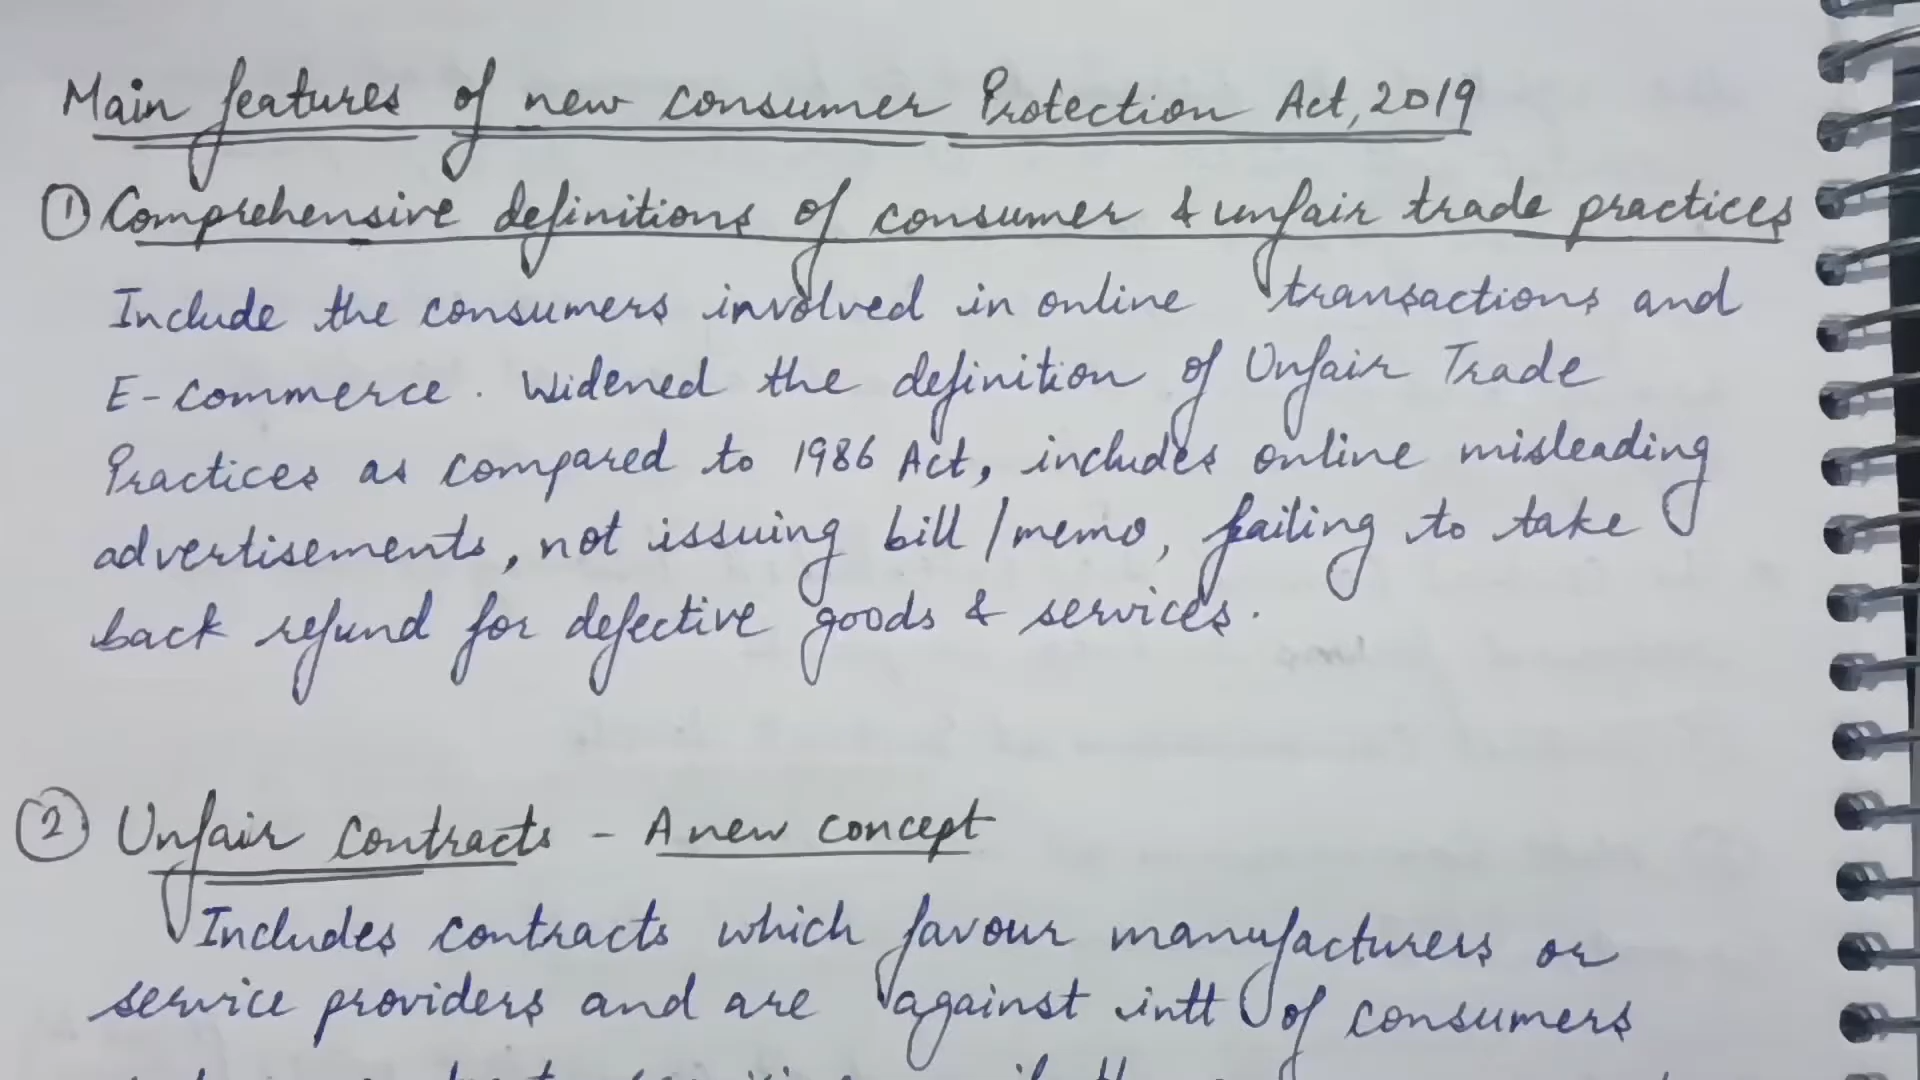 Main features of new consumer Protection Act, 2019
① Comprehensive definitions of consumer & unfair trade practices
Include the consumers involved in online transactions and
E-commerce. Widened the definition of Unfair Trade
Practices as compared to 1986 Act, includes online misleading
advertisements, not issuing bill/memo, failing to take
back refund for defective goods & services.
② Unfair Contracts - A new concept
Includes contracts which favour manufacturers or
service providers and are against intt of consumers